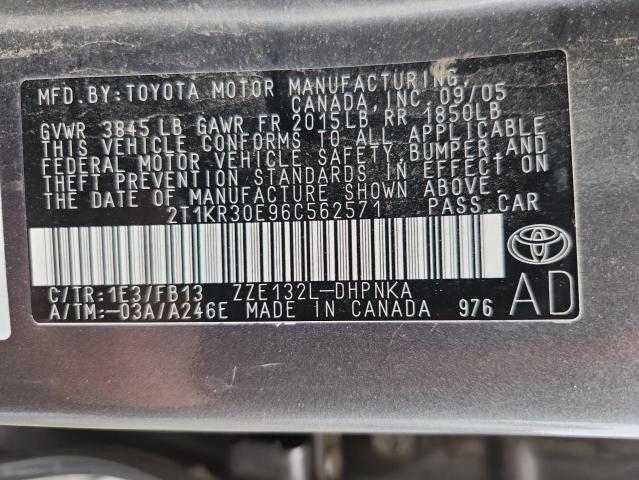 MFD.BY:TOYOTA MOTOR MANUFACTURING
CANADA,INC. 09/05
GVWR 3845 LB GAWR FR 2015LB RR 1850LB
THIS VEHICLE CONFORMS TO ALL APPLICABLE
FEDERAL MOTOR VEHICLE SAFETY, BUMPER, AND
THEFT PREVENTION STANDARDS IN EFFECT ON
THE DATE OF MANUFACTURE SHOWN ABOVE.
2T1KR30E96C562571 PASS.CAR
C/TR:1E3/FB13 ZZE132L-DHPNKA
A/TM:-03A/A246E MADE IN CANADA 976
AD